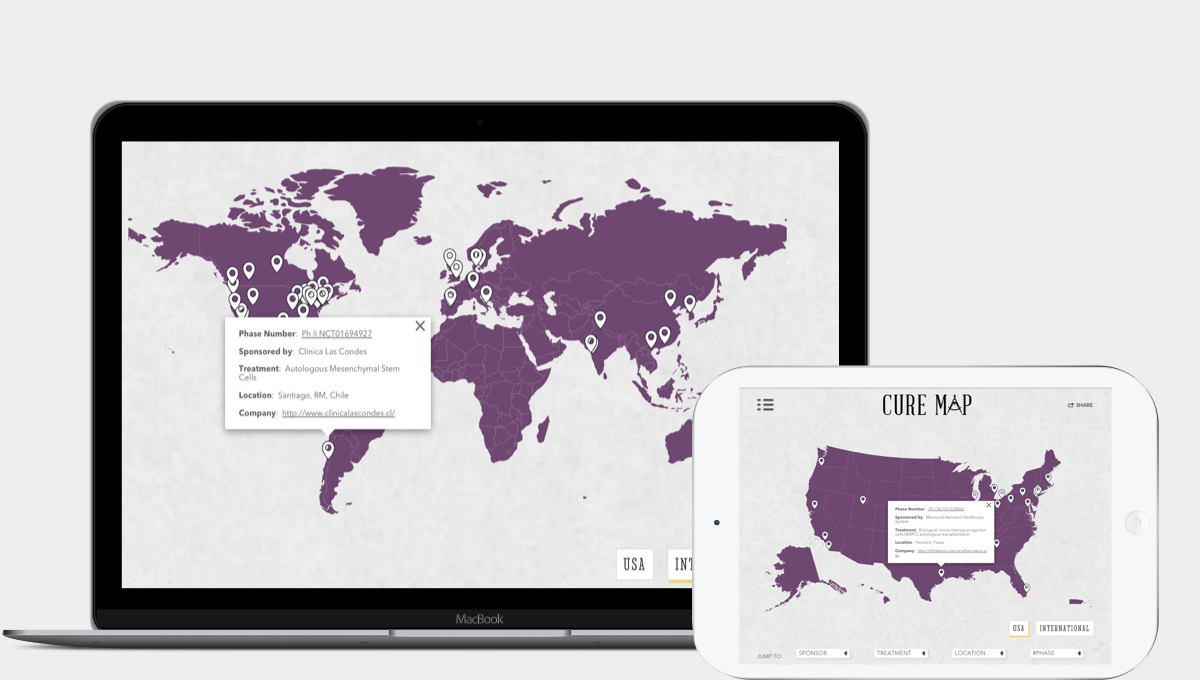 Phase Number: Ph II NCT01694927
Sponsored by: Clinica Las Condes
Treatment: Autologous Mesenchymal Stem
Cells
Location: Santiago, RM, Chile
Company: http://www.clinicalascondes.cl/
USA
INT
MacBook
CURE MAP
SHARE
Phase Number:
Sponsored by: Memorial Hermann Healthcare
System
Treatment: Biological: bone marrow progenitor
cells (BMPC) autologous transplantation
Location: Houston, Texas
Company:
USA
INTERNATIONAL
JUMP TO
SPONSOR
TREATMENT
LOCATION
#PHASE